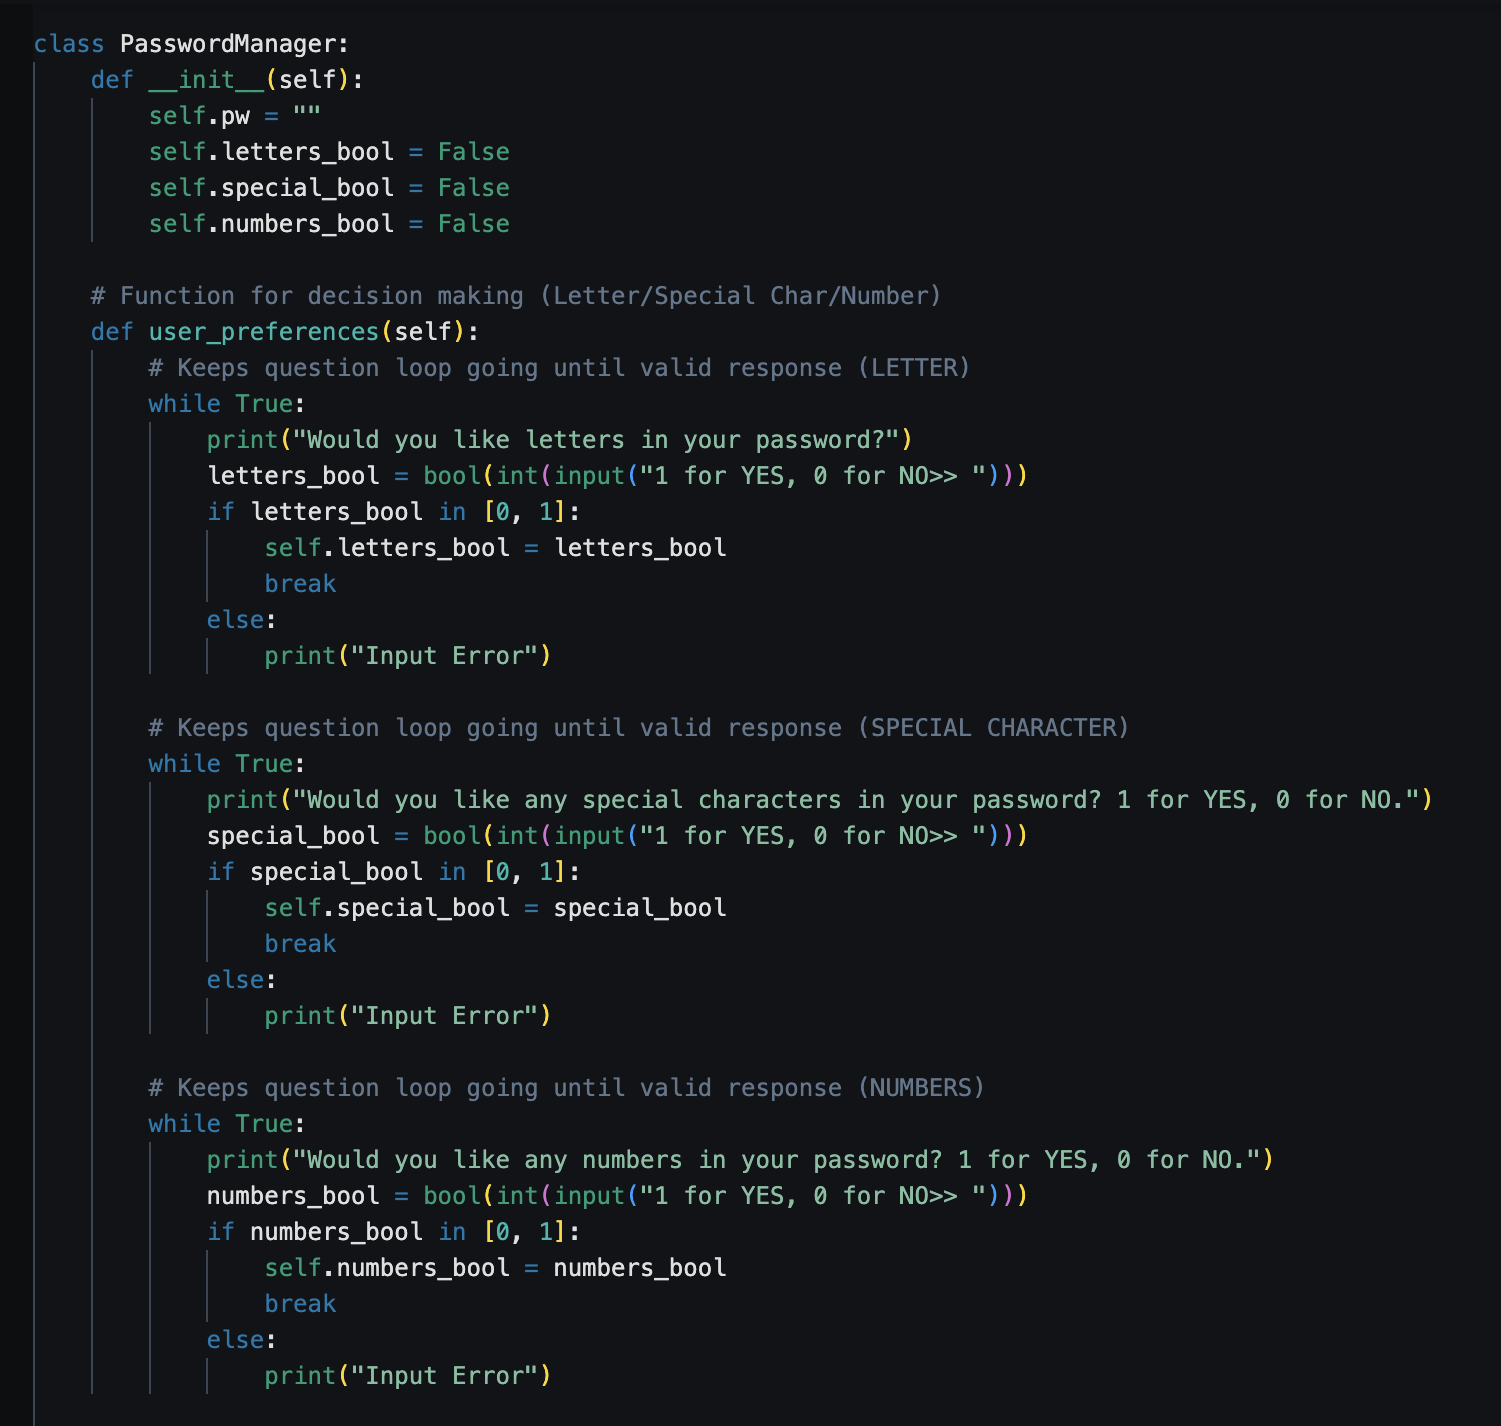 class PasswordManager:
    def __init__(self):
        self.pw = ""
        self.letters_bool = False
        self.special_bool = False
        self.numbers_bool = False

    # Function for decision making (Letter/Special Char/Number)
    def user_preferences(self):
        # Keeps question loop going until valid response (LETTER)
        while True:
            print("Would you like letters in your password?")
            letters_bool = bool(int(input("1 for YES, 0 for NO>> ")))
            if letters_bool in [0, 1]:
                self.letters_bool = letters_bool
                break
            else:
                print("Input Error")

        # Keeps question loop going until valid response (SPECIAL CHARACTER)
        while True:
            print("Would you like any special characters in your password? 1 for YES, 0 for NO.")
            special_bool = bool(int(input("1 for YES, 0 for NO>> ")))
            if special_bool in [0, 1]:
                self.special_bool = special_bool
                break
            else:
                print("Input Error")

        # Keeps question loop going until valid response (NUMBERS)
        while True:
            print("Would you like any numbers in your password? 1 for YES, 0 for NO.")
            numbers_bool = bool(int(input("1 for YES, 0 for NO>> ")))
            if numbers_bool in [0, 1]:
                self.numbers_bool = numbers_bool
                break
            else:
                print("Input Error")